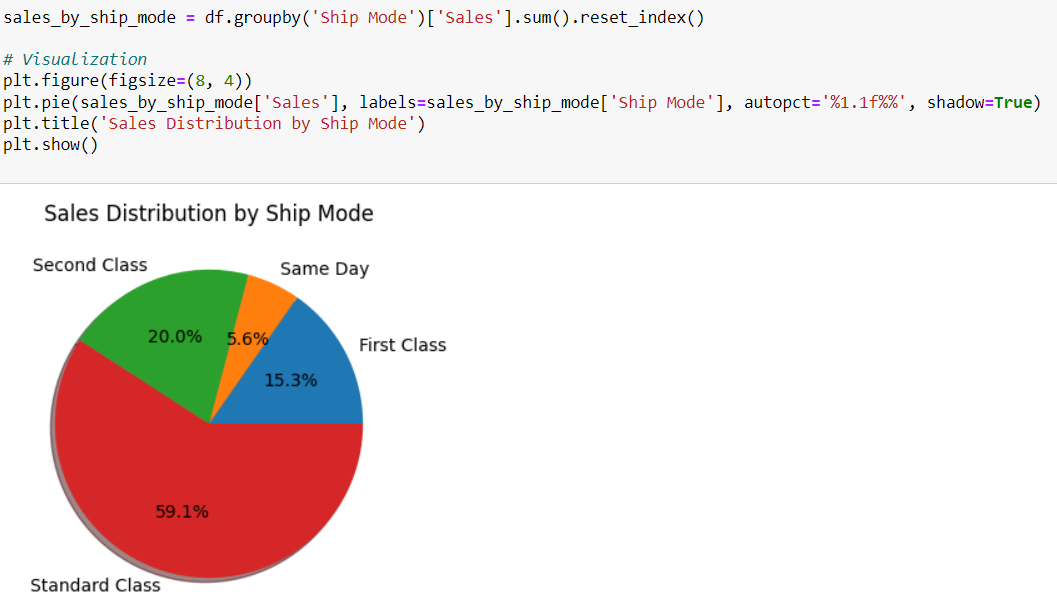 sales_by_ship_mode = df.groupby('Ship Mode')['Sales'].sum().reset_index()
# Visualization
plt.figure(figsize=(8, 4))
plt.pie(sales_by_ship_mode['Sales'], labels=sales_by_ship_mode['Ship Mode'], autopct='%1.1f%%', shadow=True)
plt.title('Sales Distribution by Ship Mode')
plt.show()
Sales Distribution by Ship Mode
Second Class
Same Day
20.0%
5.6%
First Class
15.3%
59.1%
Standard Class